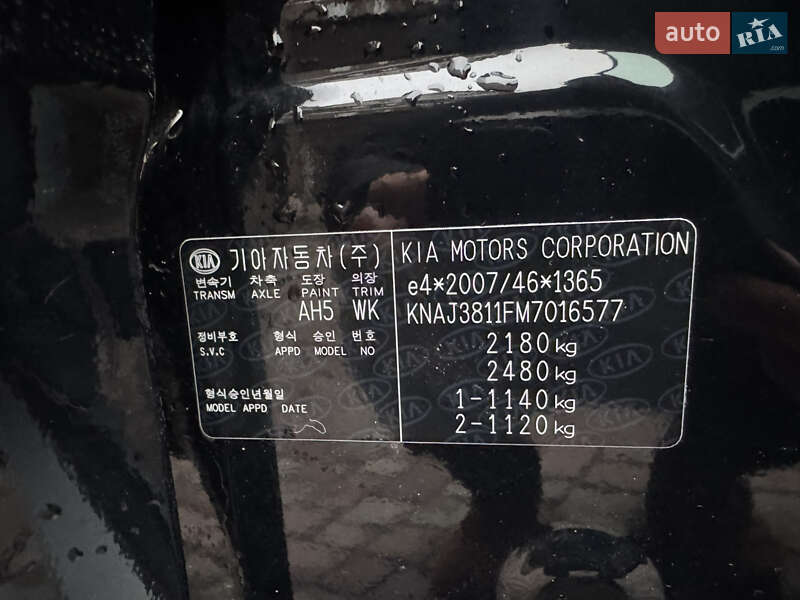 auto RIA.com
KIA 기아자동차(주) KIA MOTORS CORPORATION
변속기 차축 도장 의장
TRANSM AXLE PAINT TRIM
AH5 WK
e4*2007/46*1365
KNAJ3811FM7016577
정비부호 형식 승인 번호
S.V.C APPD MODEL NO
2180kg
2480kg
1-1140kg
2-1120kg
형식승인년월일
MODEL APPD DATE